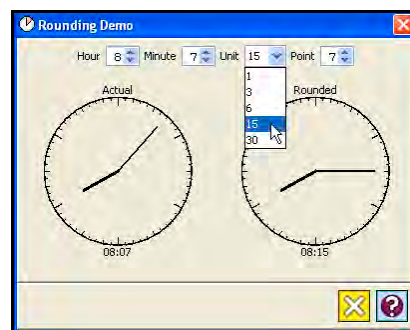 Rounding Demo
Hour 8 Minute 7 Unit 15 Point 7
1
3
6
15
30
Actual Rounded
08:07 08:15
?